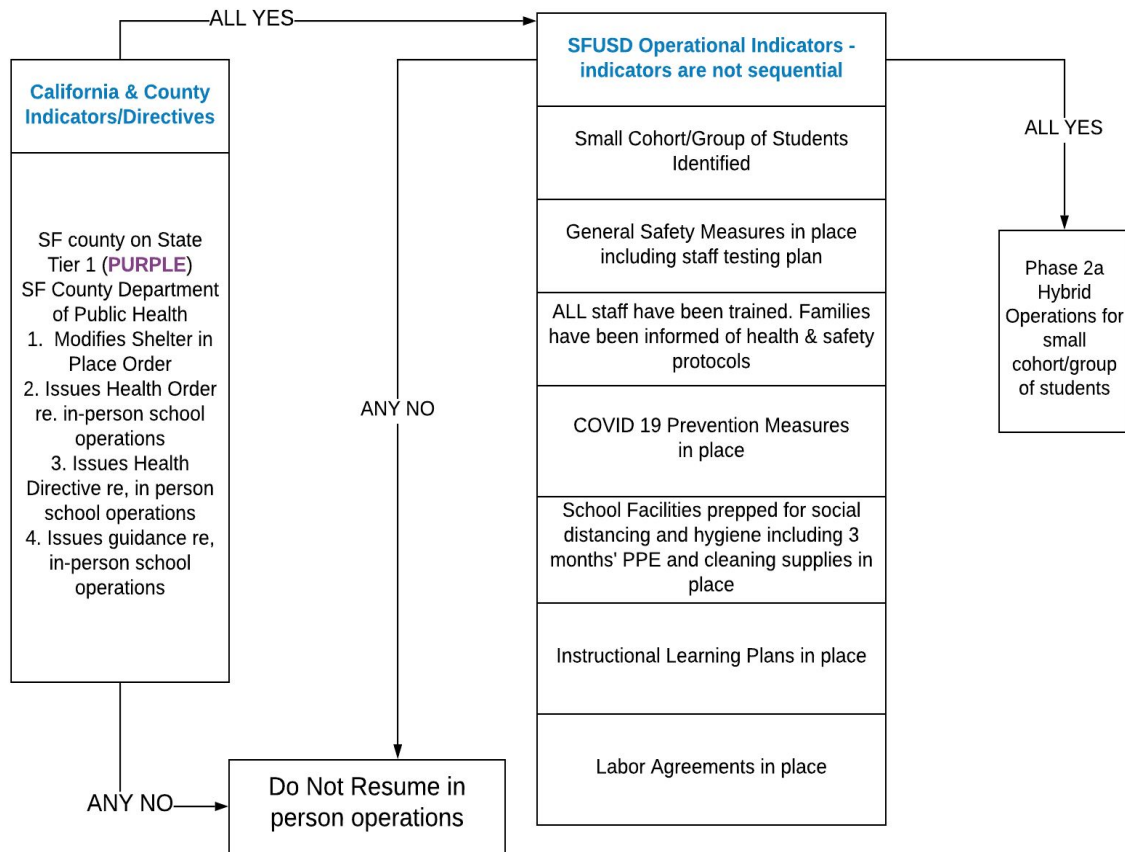 ALL YES
California & County
Indicators/Directives
SF county on State
Tier 1 (PURPLE)
SF County Department
of Public Health
1.  Modifies Shelter in
Place Order
2. Issues Health Order
re. in-person school
operations
3. Issues Health
Directive re, in person
school operations
4. Issues guidance re,
in-person school
operations
ANY NO
Do Not Resume in
person operations
ANY NO
SFUSD Operational Indicators -
indicators are not sequential
Small Cohort/Group of Students
Identified
General Safety Measures in place
including staff testing plan
ALL staff have been trained. Families
have been informed of health & safety
protocols
COVID 19 Prevention Measures
in place
School Facilities prepped for social
distancing and hygiene including 3
months' PPE and cleaning supplies in
place
Instructional Learning Plans in place
Labor Agreements in place
ALL YES
Phase 2a
Hybrid
Operations for
small
cohort/group
of students